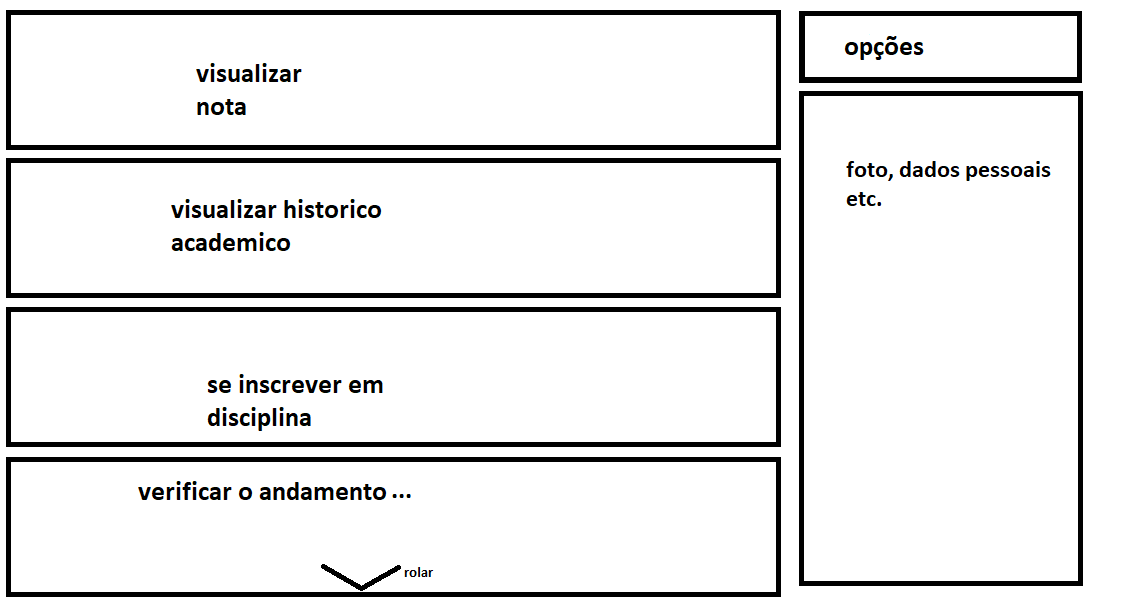 visualizar
nota
visualizar historico
academico
se inscrever em
disciplina
verificar o andamento ...
rolar
opções
foto, dados pessoais
etc.